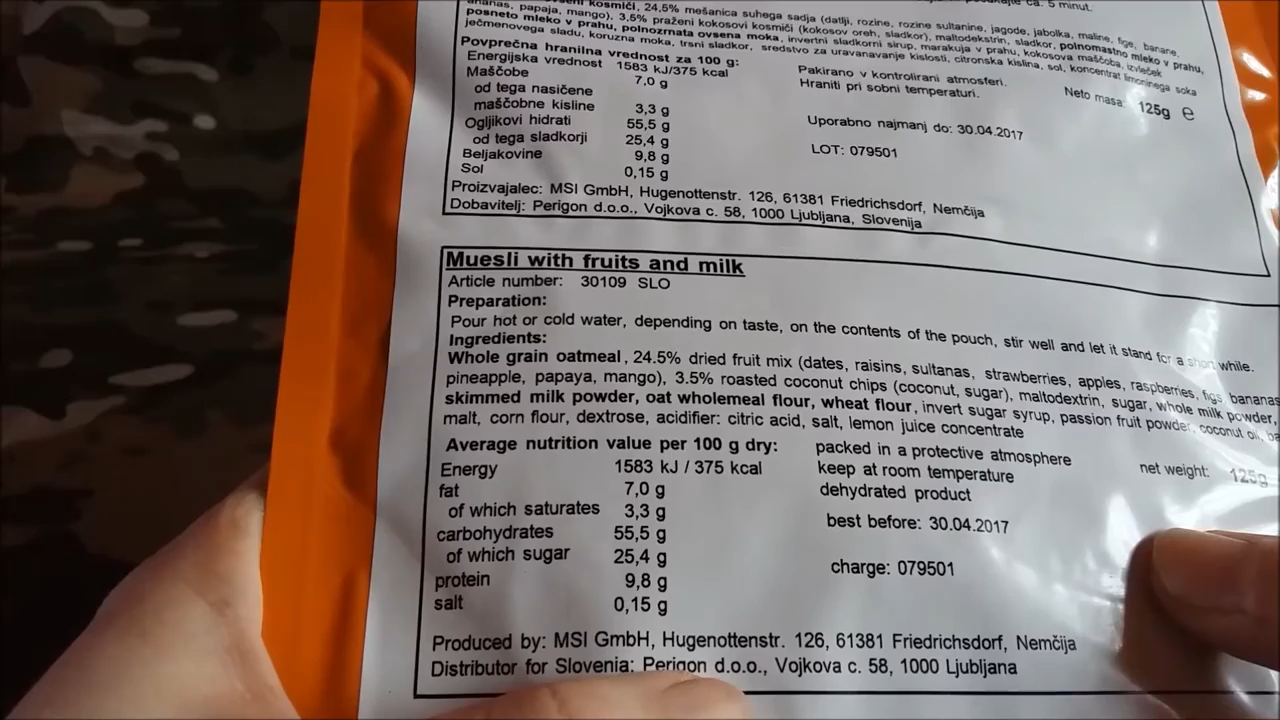 kosmiči, 24,5% mešanica suhega sadja (datlji, rozine, rozine sultanine, jagode, jabolka, maline, fige, banane, ca. 5 minut.
ananas, papaja, mango), 3,5% praženi kokosovi kosmiči (kokosov oreh, sladkor), maltodekstrin, sladkor, polnomastno mleko v prahu,
posneto mleko v prahu, polnozrnata ovsena moka, invertni sladkorni sirup, marakuja v prahu, kokosova maščoba, izvleček
ječmenovega sladu, koruzna moka, trsni sladkor, sredstvo za uravanavanje kislosti, citronska kislina, sol, koncentrat limoninega soka
Povprečna hranilna vrednost za 100 g:
Energijska vrednost 1583 kJ/375 kcal
Maščobe 7,0 g
od tega nasičene
maščobne kisline 3,3 g
Ogljikovi hidrati 55,5 g
od tega sladkorji 25,4 g
Beljakovine 9,8 g
Sol 0,15 g
Pakirano v kontrolirani atmosferi.
Hraniti pri sobni temperaturi.
Neto masa: 125g e
Uporabno najmanj do: 30.04.2017
LOT: 079501
Proizvajalec: MSI GmbH, Hugenottenstr. 126, 61381 Friedrichsdorf, Nemčija
Dobavitelj: Perigon d.o.o., Vojkova c. 58, 1000 Ljubljana, Slovenija
Muesli with fruits and milk
Article number: 30109 SLO
Preparation:
Pour hot or cold water, depending on taste, on the contents of the pouch, stir well and let it stand for a short while.
Ingredients:
Whole grain oatmeal, 24.5% dried fruit mix (dates, raisins, sultanas, strawberries, apples, raspberries, figs bananas
pineapple, papaya, mango), 3.5% roasted coconut chips (coconut, sugar), maltodextrin, sugar, whole milk powder,
skimmed milk powder, oat wholemeal flour, wheat flour, invert sugar syrup, passion fruit powder, coconut oil,
malt, corn flour, dextrose, acidifier: citric acid, salt, lemon juice concentrate
Average nutrition value per 100 g dry:
Energy 1583 kJ / 375 kcal
fat 7,0 g
of which saturates 3,3 g
carbohydrates 55,5 g
of which sugar 25,4 g
protein 9,8 g
salt 0,15 g
packed in a protective atmosphere
keep at room temperature
dehydrated product
net weight: 125g
best before: 30.04.2017
charge: 079501
Produced by: MSI GmbH, Hugenottenstr. 126, 61381 Friedrichsdorf, Nemčija
Distributor for Slovenia: Perigon d.o.o., Vojkova c. 58, 1000 Ljubljana